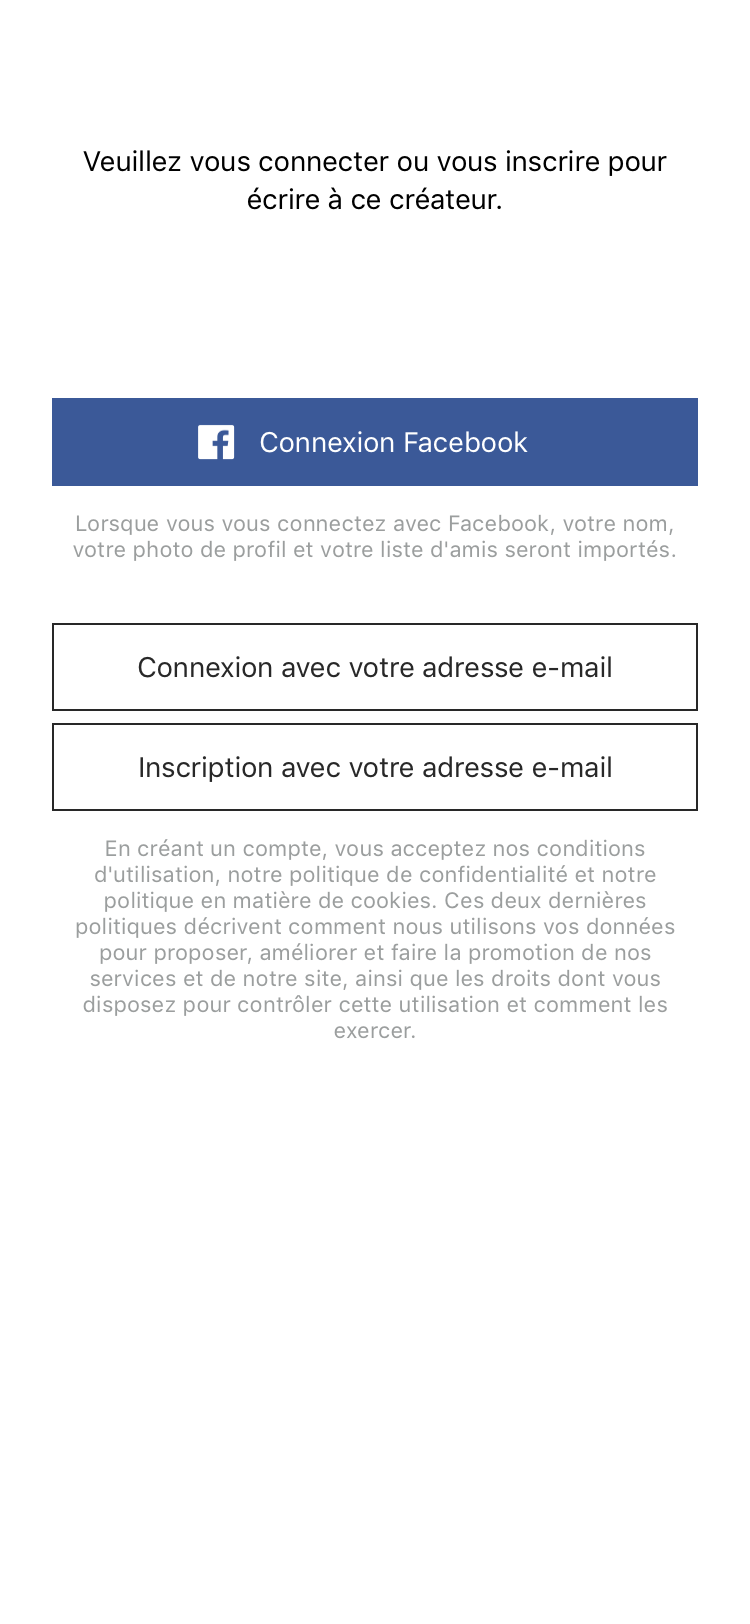 Veuillez vous connecter ou vous inscrire pour
écrire à ce créateur.
Connexion Facebook
Lorsque vous vous connectez avec Facebook, votre nom,
votre photo de profil et votre liste d'amis seront importés.
Connexion avec votre adresse e-mail
Inscription avec votre adresse e-mail
En créant un compte, vous acceptez nos conditions
d'utilisation, notre politique de confidentialité et notre
politique en matière de cookies. Ces deux dernières
politiques décrivent comment nous utilisons vos données
pour proposer, améliorer et faire la promotion de nos
services et de notre site, ainsi que les droits dont vous
disposez pour contrôler cette utilisation et comment les
exercer.